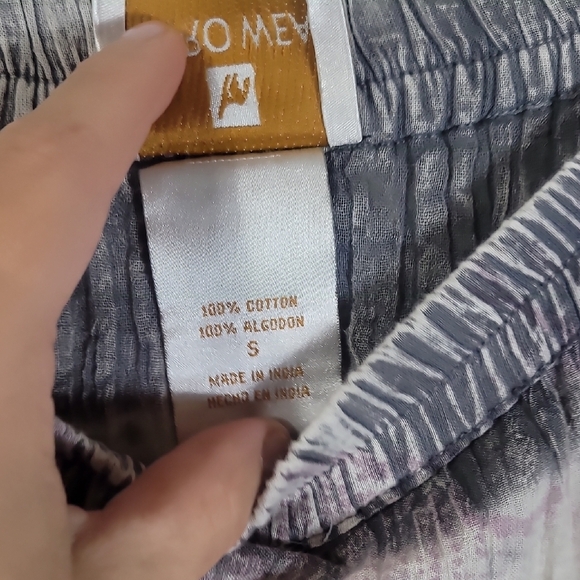 100% COTTON
100% ALGODON
S
MADE IN INDIA
HECHO EN INDIA